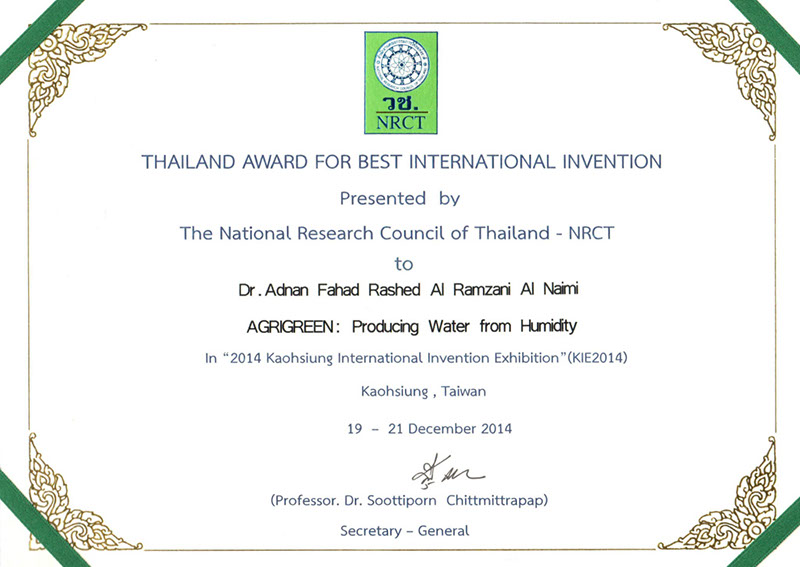 วช.
NRCT
THAILAND AWARD FOR BEST INTERNATIONAL INVENTION
Presented by
The National Research Council of Thailand - NRCT
to
Dr.Adnan Fahad Rashed Al Ramzani Al Naimi
AGRIGREEN: Producing Water from Humidity
In “2014 Kaohsiung International Invention Exhibition”(KIE2014)
Kaohsiung , Taiwan
19 – 21 December 2014
(Professor. Dr. Soottiporn Chittmittrapap)
Secretary – General